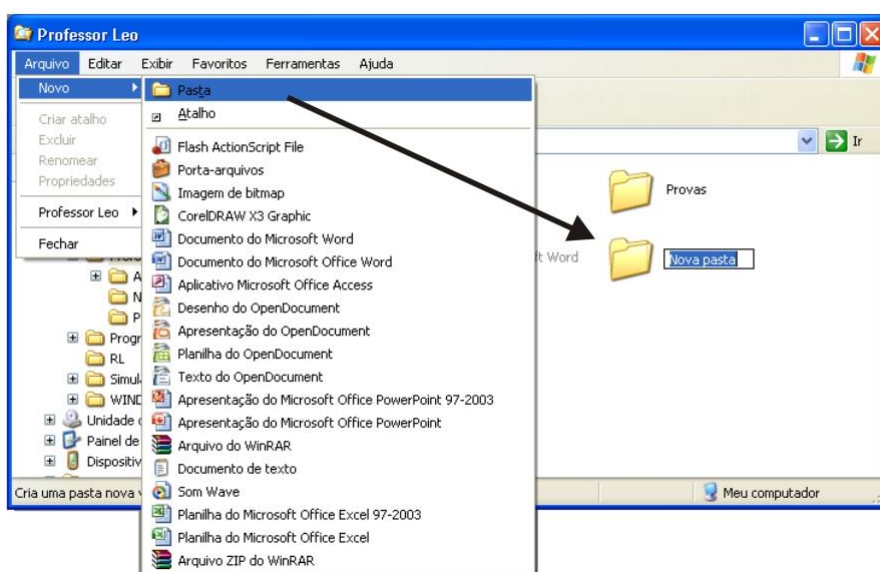 Professor Leo
Arquivo Editar Exibir Favoritos Ferramentas Ajuda
Novo
Criar atalho
Excluir
Renomear
Propriedades
Professor Leo
Fechar
Pasta
Atalho
Flash ActionScript File
Porta-arquivos
Imagem de bitmap
CorelDRAW X3 Graphic
Documento do Microsoft Word
Documento do Microsoft Office Word
Aplicativo Microsoft Office Access
Desenho do OpenDocument
Apresentação do OpenDocument
Planilha do OpenDocument
Texto do OpenDocument
Apresentação do Microsoft Office PowerPoint 97-2003
Apresentação do Microsoft Office PowerPoint
Arquivo do WinRAR
Documento de texto
Som Wave
Planilha do Microsoft Office Excel 97-2003
Planilha do Microsoft Office Excel
Arquivo ZIP do WinRAR
Ir
Provas
Word
Nova pasta
A
N
P
Progr
RL
Simul
WIND
Unidade
Painel de
Dispositiv
Cria uma pasta nova
Meu computador